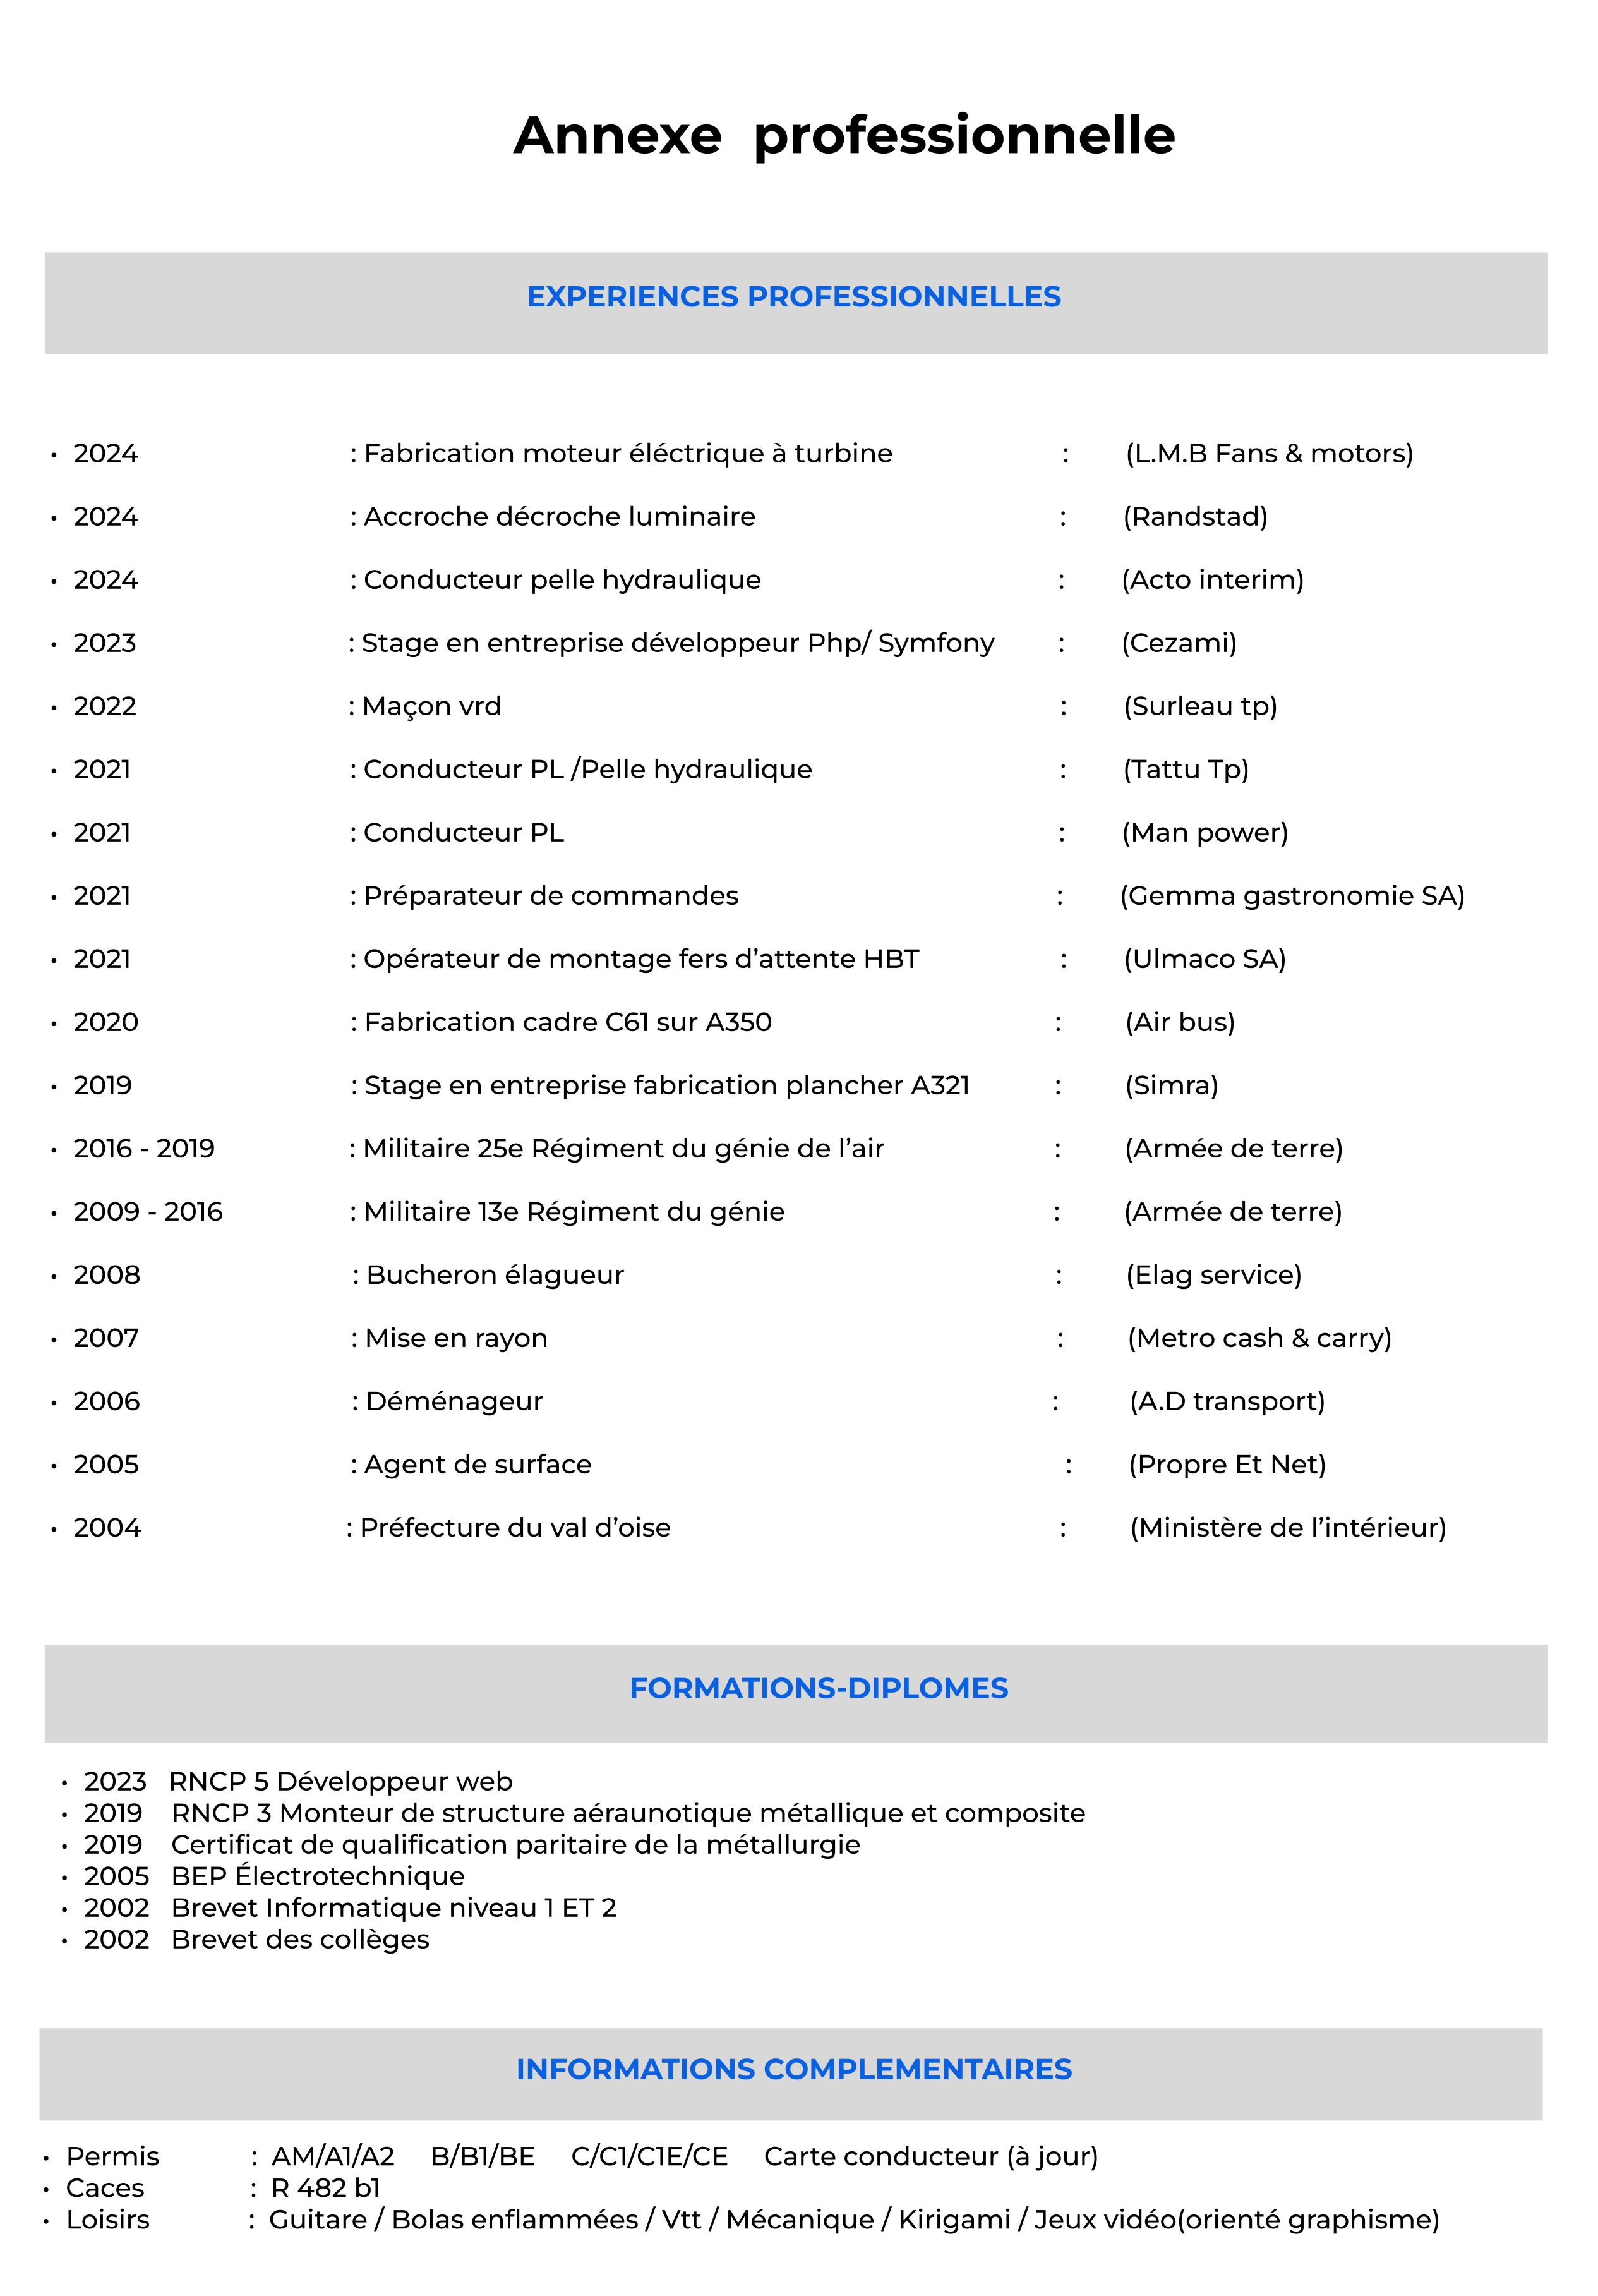 Annexe professionnelle
EXPERIENCES PROFESSIONNELLES
• 2024 : Fabrication moteur éléctrique à turbine : (L.M.B Fans & motors)
• 2024 : Accroche décroche luminaire : (Randstad)
• 2024 : Conducteur pelle hydraulique : (Acto interim)
• 2023 : Stage en entreprise développeur Php/ Symfony : (Cezami)
• 2022 : Maçon vrd : (Surleau tp)
• 2021 : Conducteur PL /Pelle hydraulique : (Tattu Tp)
• 2021 : Conducteur PL : (Man power)
• 2021 : Préparateur de commandes : (Gemma gastronomie SA)
• 2021 : Opérateur de montage fers d’attente HBT : (Ulmaco SA)
• 2020 : Fabrication cadre C61 sur A350 : (Air bus)
• 2019 : Stage en entreprise fabrication plancher A321 : (Simra)
• 2016 - 2019 : Militaire 25e Régiment du génie de l’air : (Armée de terre)
• 2009 - 2016 : Militaire 13e Régiment du génie : (Armée de terre)
• 2008 : Bucheron élagueur : (Elag service)
• 2007 : Mise en rayon : (Metro cash & carry)
• 2006 : Déménageur : (A.D transport)
• 2005 : Agent de surface : (Propre Et Net)
• 2004 : Préfecture du val d’oise : (Ministère de l’intérieur)
FORMATIONS-DIPLOMES
• 2023 RNCP 5 Développeur web
• 2019 RNCP 3 Monteur de structure aéraunotique métallique et composite
• 2019 Certificat de qualification paritaire de la métallurgie
• 2005 BEP Électrotechnique
• 2002 Brevet Informatique niveau 1 ET 2
• 2002 Brevet des collèges
INFORMATIONS COMPLEMENTAIRES
• Permis : AM/A1/A2 B/B1/BE C/C1/C1E/CE Carte conducteur (à jour)
• Caces : R 482 b1
• Loisirs : Guitare / Bolas enflammées / Vtt / Mécanique / Kirigami / Jeux vidéo(orienté graphisme)